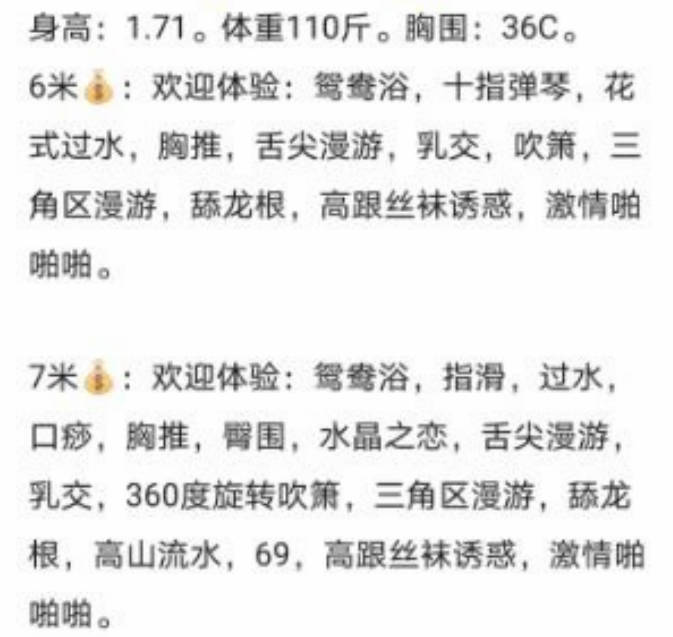 身高：1.71。体重110斤。胸围：36C。
6米💰：欢迎体验：鸳鸯浴，十指弹琴，花
式过水，胸推，舌尖漫游，乳交，吹箫，三
角区漫游，舔龙根，高跟丝袜诱惑，激情啪
啪啪。
7米💰：欢迎体验：鸳鸯浴，指滑，过水，
口痧，胸推，臀围，水晶之恋，舌尖漫游，
乳交，360度旋转吹箫，三角区漫游，舔龙
根，高山流水，69，高跟丝袜诱惑，激情啪
啪啪。